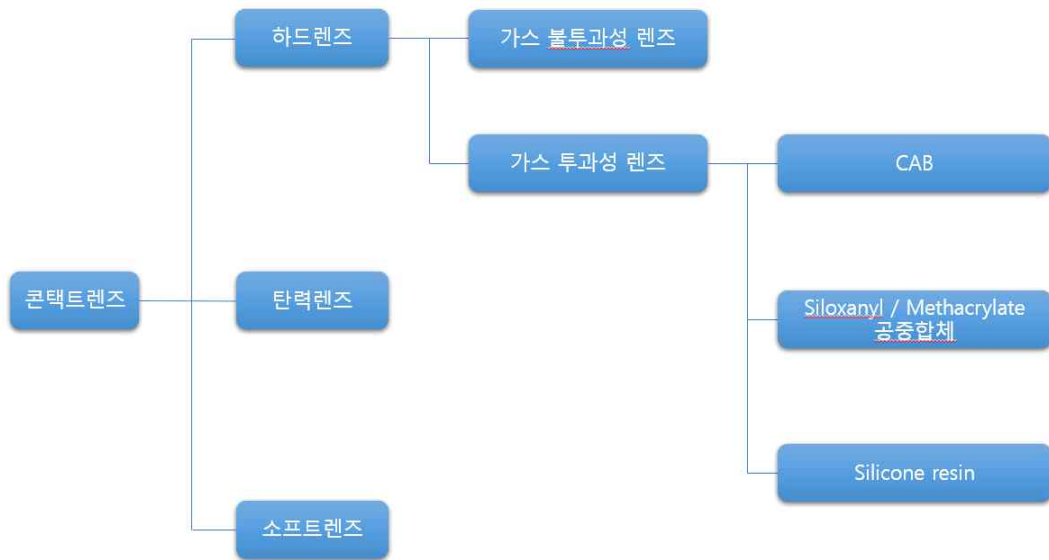 하드렌즈
가스 불투과성 렌즈
가스 투과성 렌즈
CAB
콘택트렌즈
탄력렌즈
Siloxanyl / Methacrylate
공중합체
Silicone resin
소프트렌즈